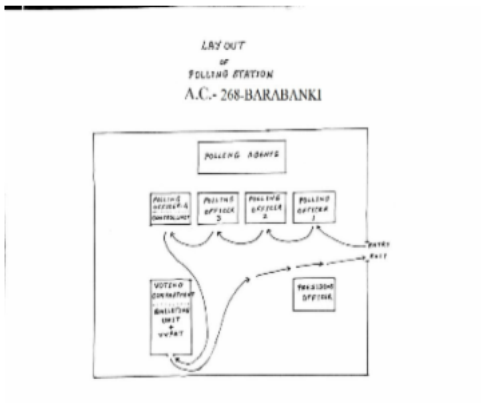 LAY OUT
OF
POLLING STATION
A.C.- 268-BARABANKI
POLLING AGENTS
POLLING
OFFICER-4
CONTROL UNIT
POLLING
OFFICER
3
POLLING
OFFICER
2
POLLING
OFFICER
1
ENTRY
EXIT
VOTING
COMPARTMENT
BALLOTING
UNIT
+
VVPAT
PRESIDING
OFFICER